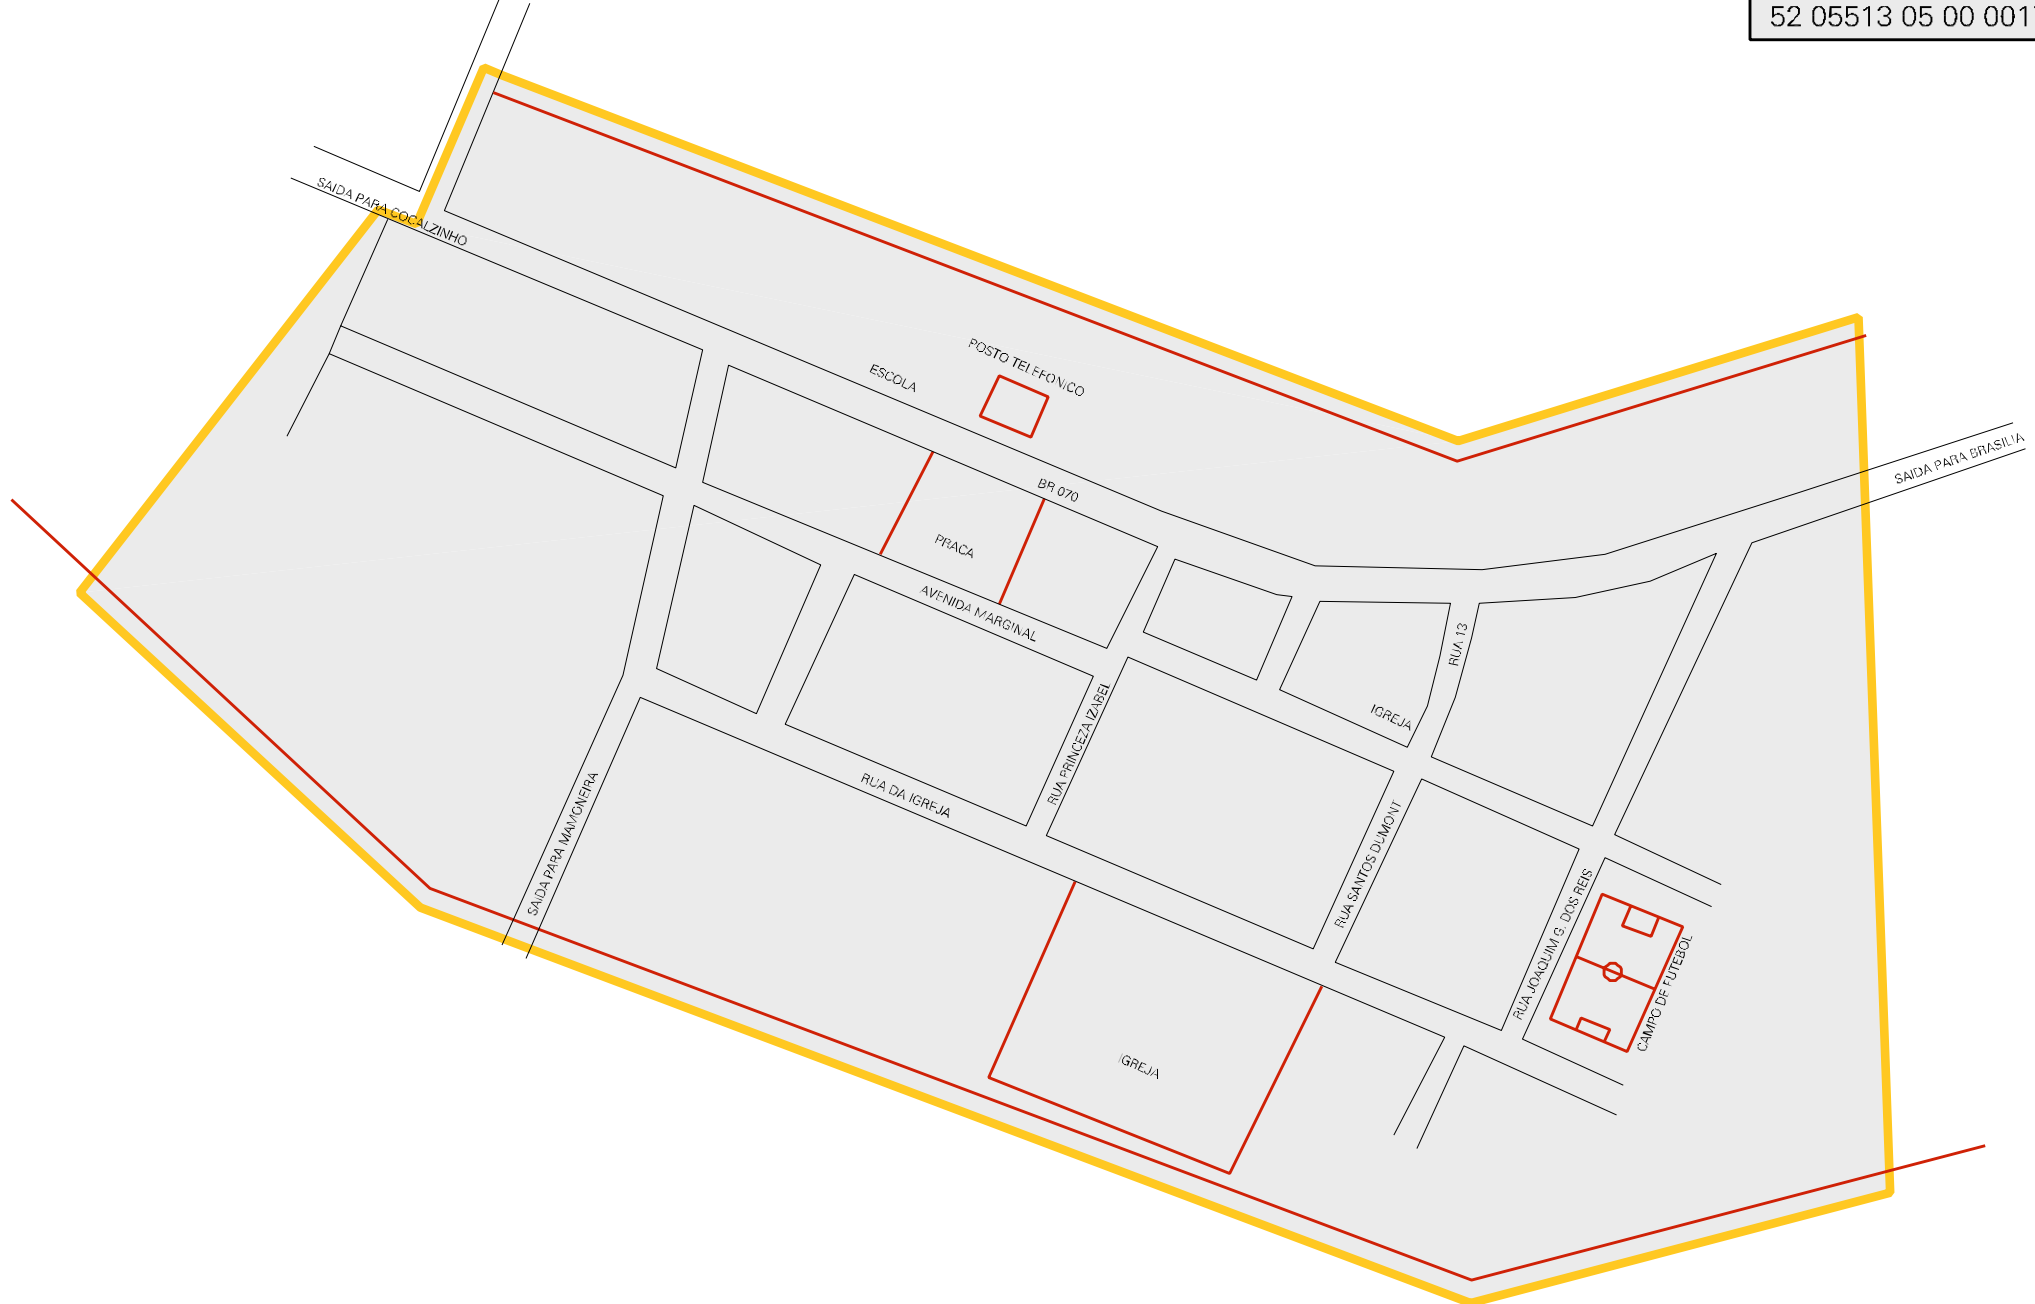 52 05513 05 00 001
SAIDA PARA COCALZINHO
POSTO TELEFONICO
ESCOLA
SAIDA PARA BRASILIA
BR 070
PRACA
AVENIDA MARGINAL
RUA 13
IGREJA
RUA PRINCEZA IZABEL
RUA DA IGREJA
SAIDA PARA MAMONEIRA
RUA SANTOS DUMONT
RUA JOAQUIM G. DOS REIS
CAMPO DE FUTEBOL
IGREJA